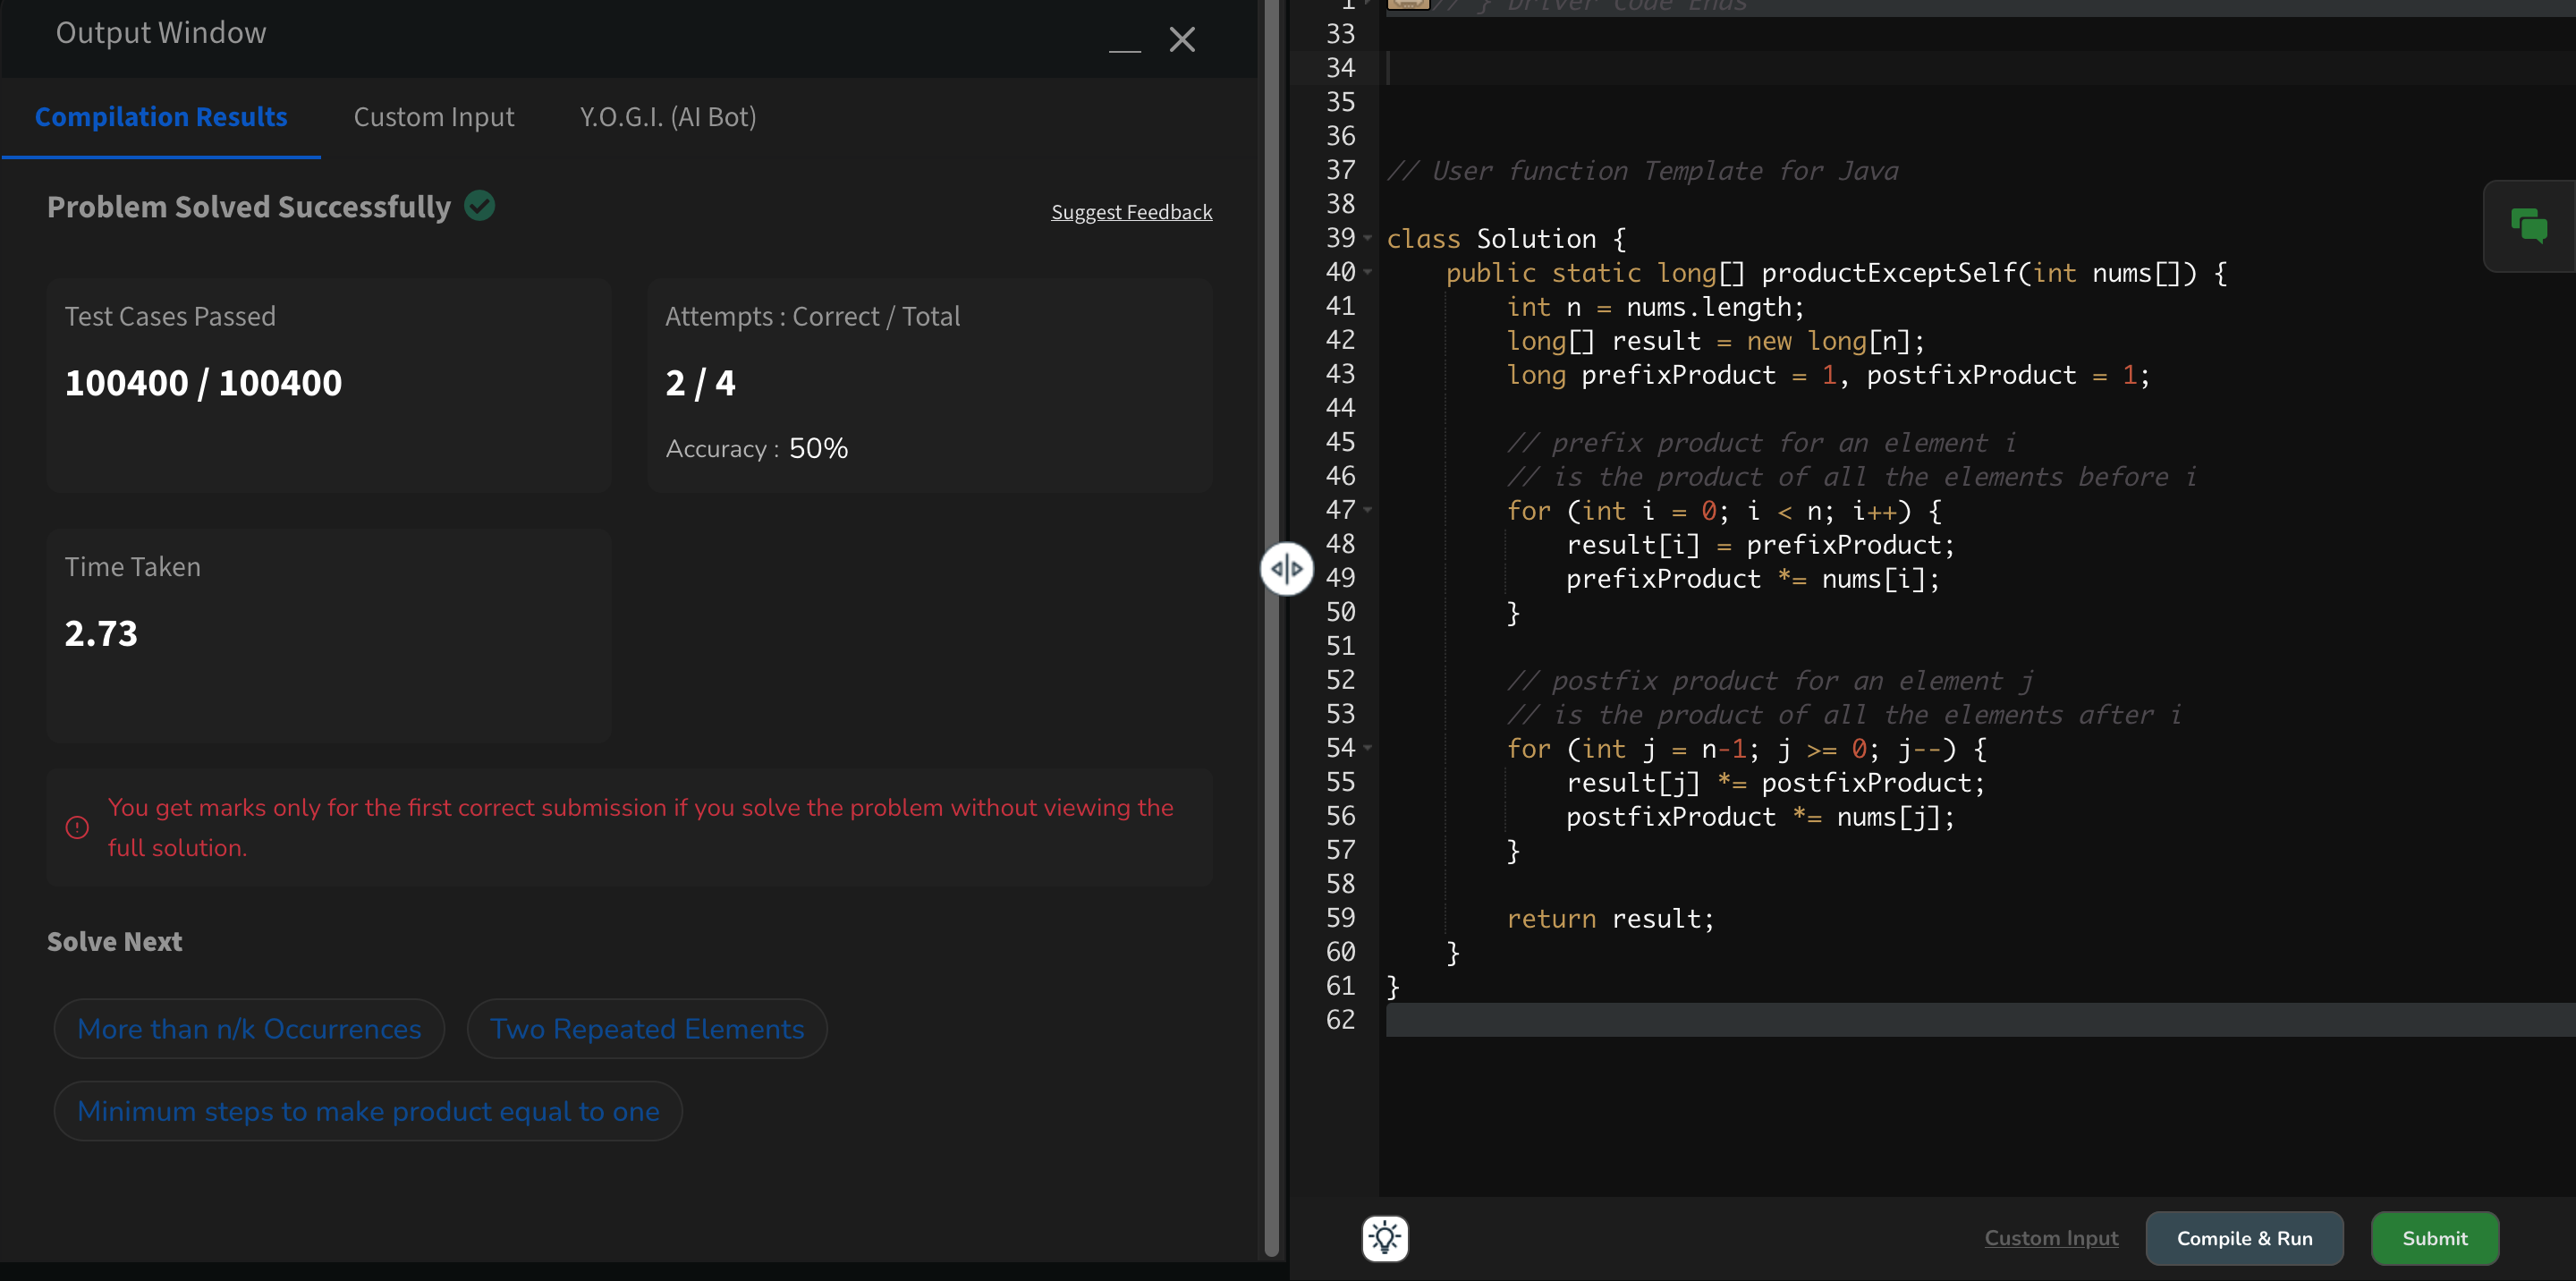 Output Window
Compilation Results Custom Input Y.O.G.I. (AI Bot)
Problem Solved Successfully
Suggest Feedback
Test Cases Passed
100400 / 100400
Attempts : Correct / Total
2 / 4
Accuracy : 50%
Time Taken
2.73
You get marks only for the first correct submission if you solve the problem without viewing the
full solution.
Solve Next
More than n/k Occurrences Two Repeated Elements
Minimum steps to make product equal to one
1 // } Driver Code Ends
33
34
35
36
37 // User function Template for Java
38
39 class Solution {
40     public static long[] productExceptSelf(int nums[]) {
41         int n = nums.length;
42         long[] result = new long[n];
43         long prefixProduct = 1, postfixProduct = 1;
44
45         // prefix product for an element i
46         // is the product of all the elements before i
47         for (int i = 0; i < n; i++) {
48             result[i] = prefixProduct;
49             prefixProduct *= nums[i];
50         }
51
52         // postfix product for an element j
53         // is the product of all the elements after i
54         for (int j = n-1; j >= 0; j--) {
55             result[j] *= postfixProduct;
56             postfixProduct *= nums[j];
57         }
58
59         return result;
60     }
61 }
62
Custom Input Compile & Run Submit